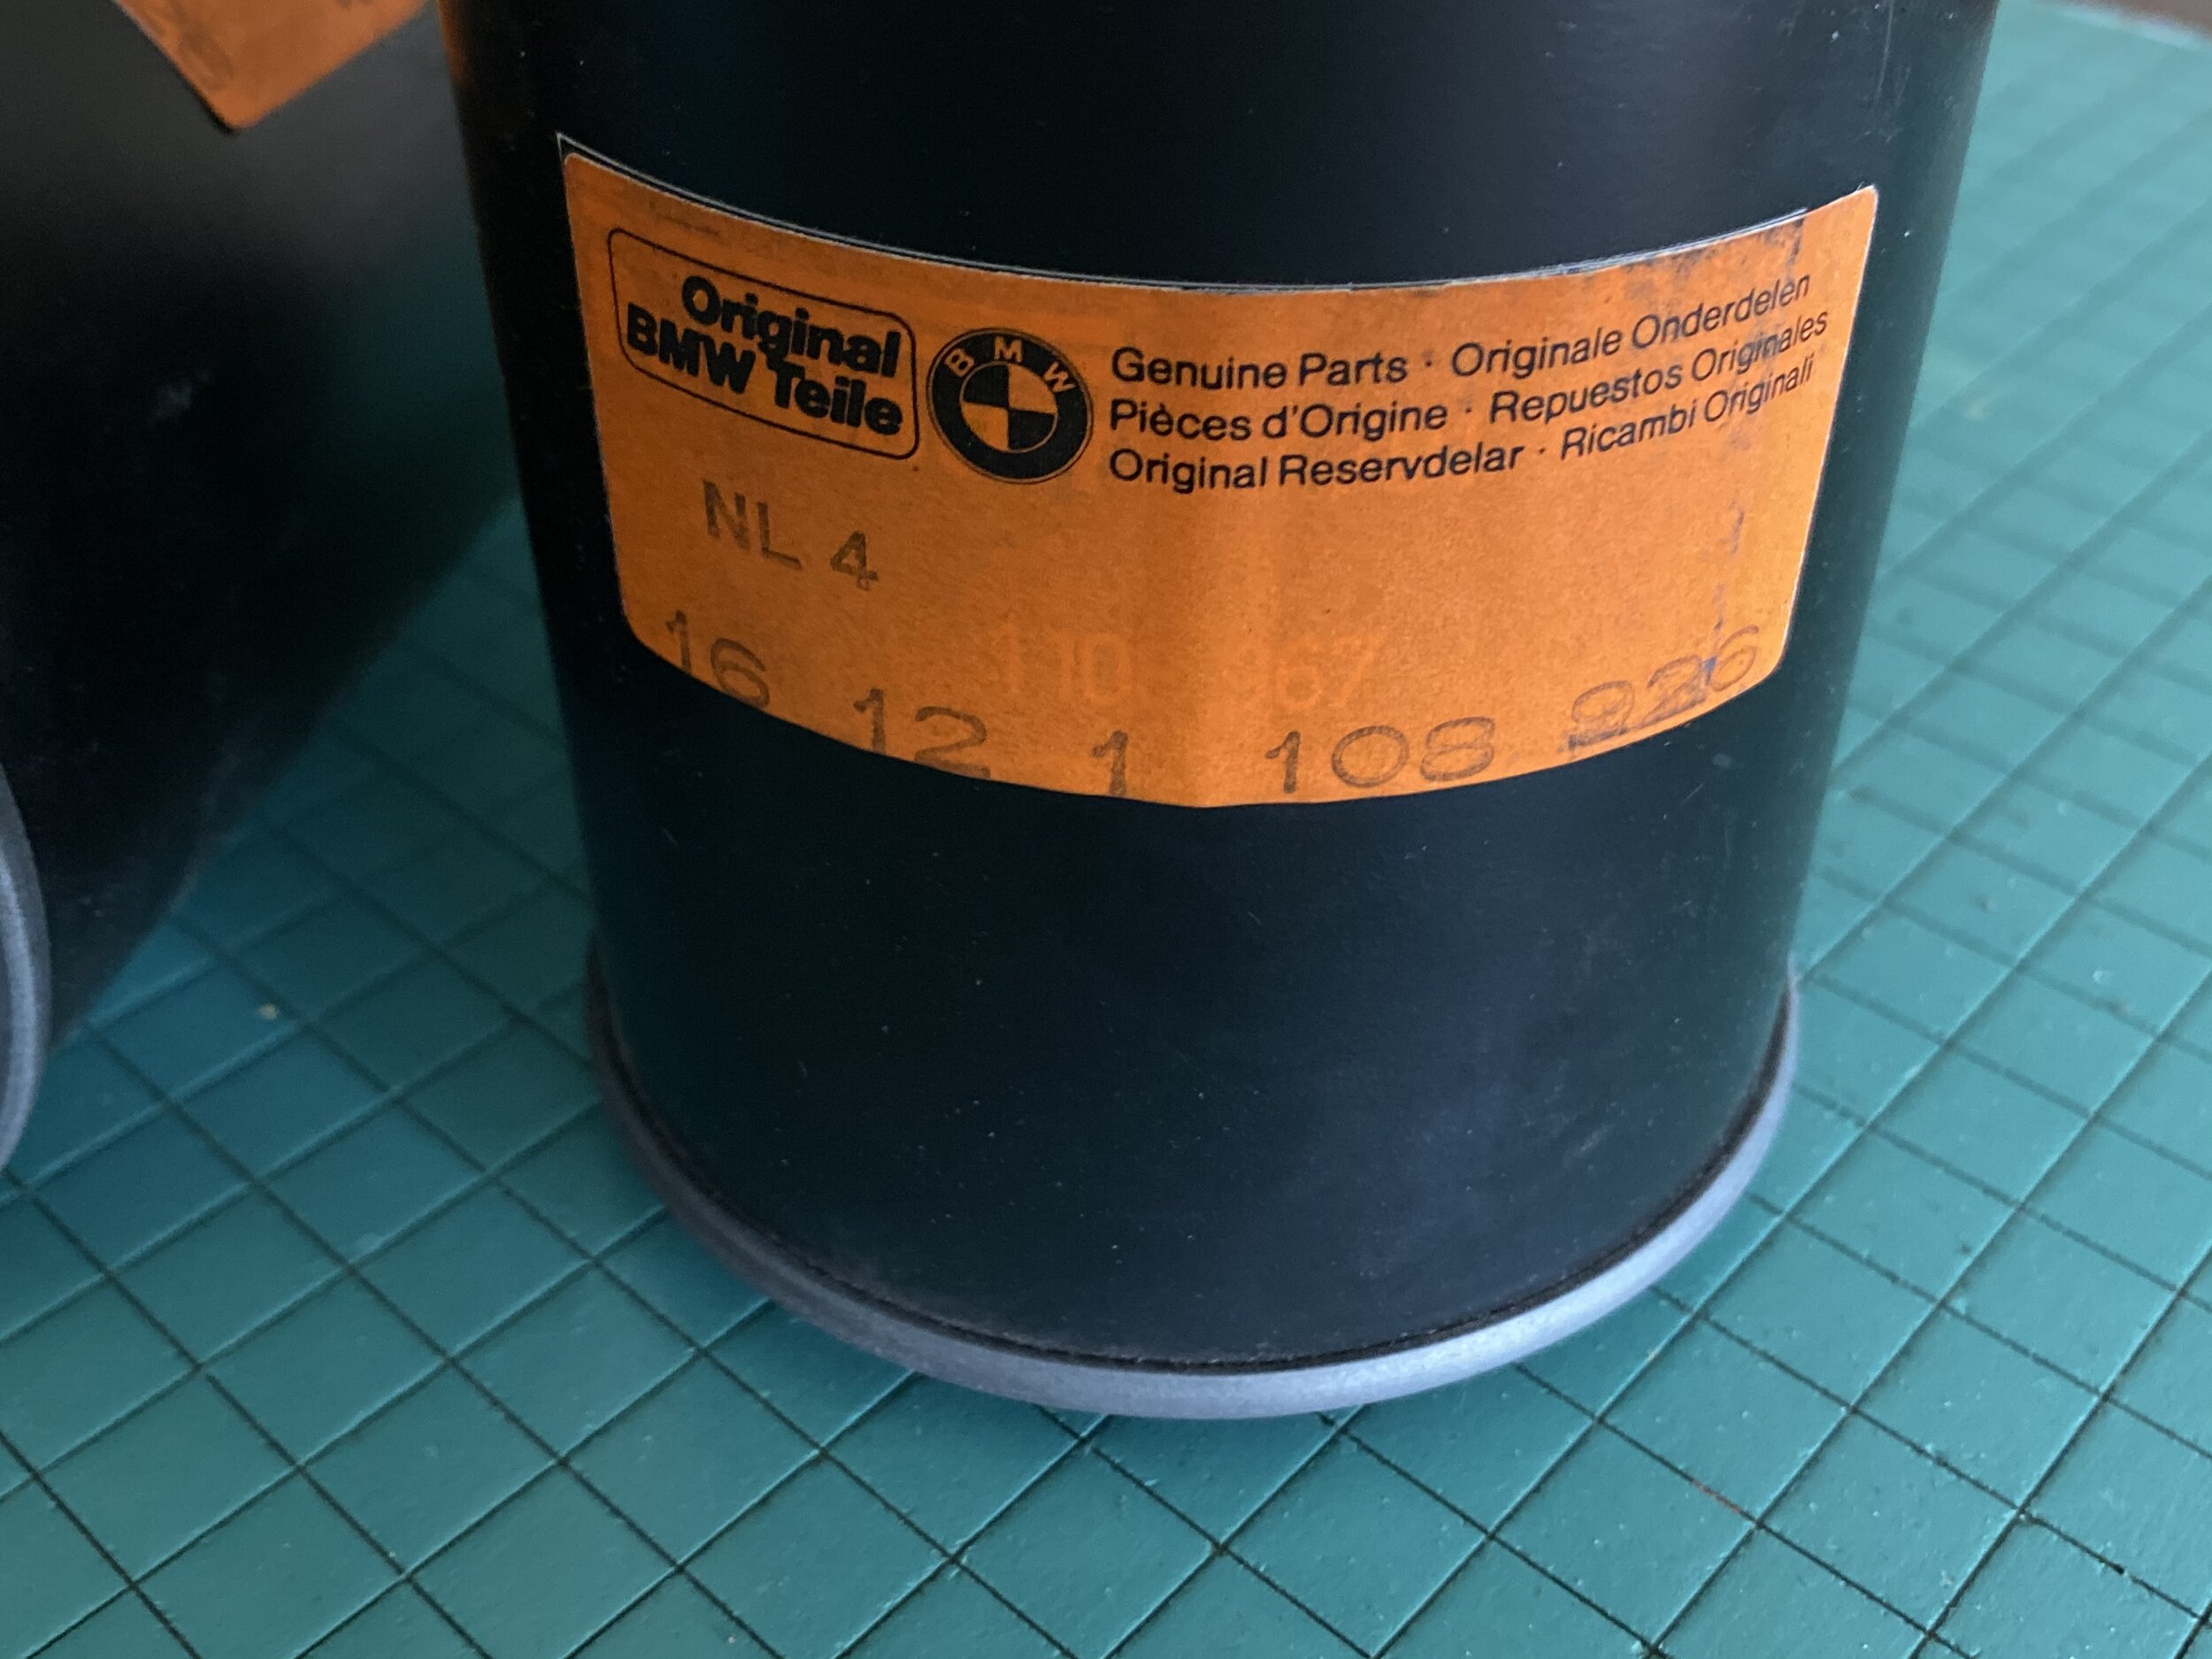 Original
BMW Teile
BMW
Genuine Parts · Originale Onderdelen
Pièces d'Origine · Repuestos Originales
Original Reservdelar · Ricambi Originali
NL 4
16 12 1 108 926